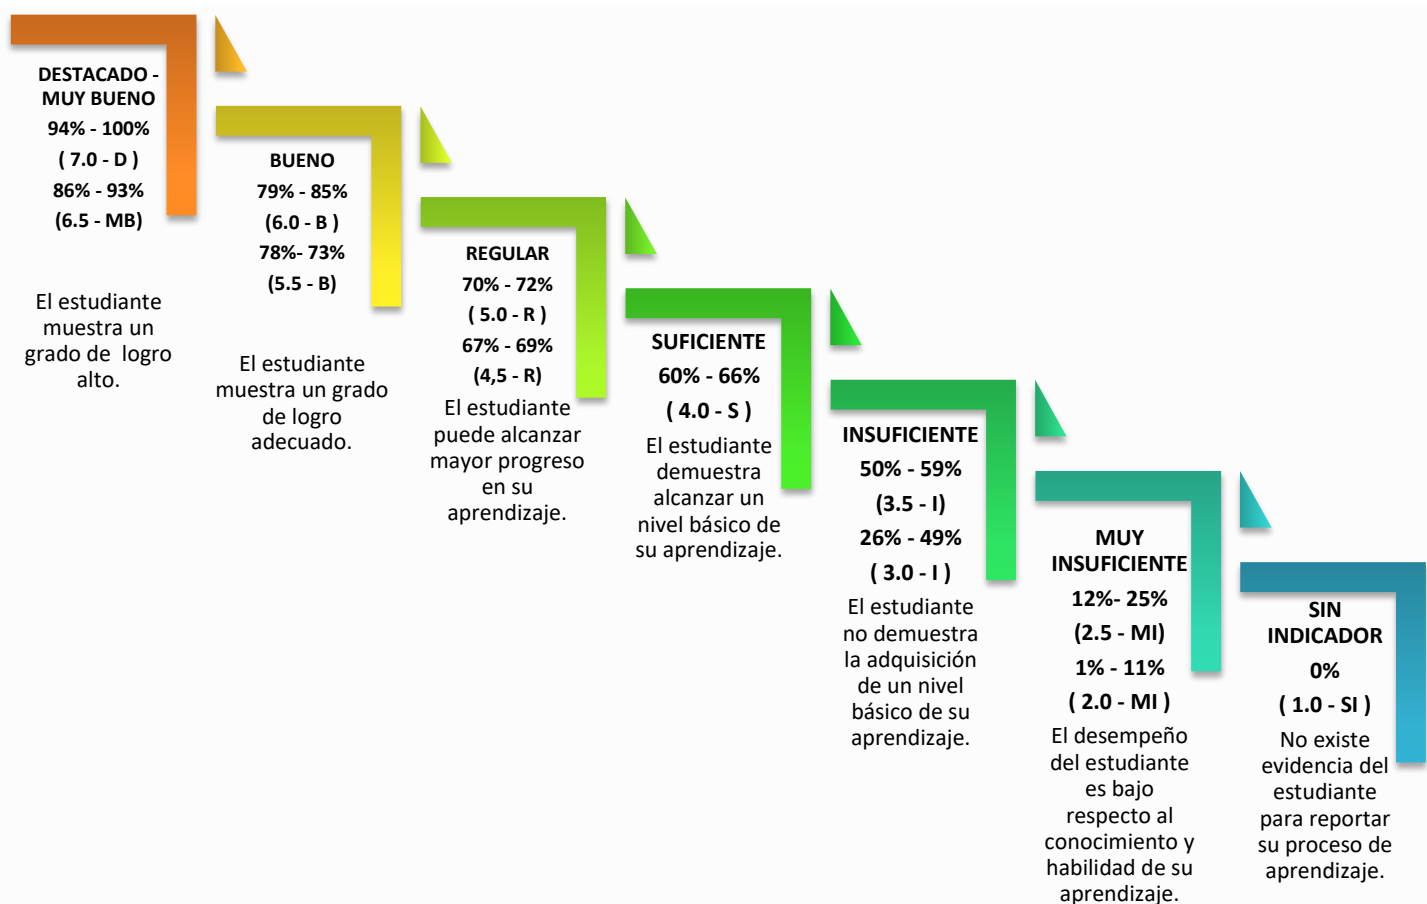 DESTACADO -
MUY BUENO
94% - 100%
( 7.0 - D )
86% - 93%
(6.5 - MB)
El estudiante
muestra un
grado de logro
alto.
BUENO
79% - 85%
(6.0 - B )
78%- 73%
(5.5 - B)
El estudiante
muestra un grado
de logro
adecuado.
REGULAR
70% - 72%
( 5.0 - R )
67% - 69%
(4,5 - R)
El estudiante
puede alcanzar
mayor progreso
en su
aprendizaje.
SUFICIENTE
60% - 66%
( 4.0 - S )
El estudiante
demuestra
alcanzar un
nivel básico de
su aprendizaje.
INSUFICIENTE
50% - 59%
(3.5 - I)
26% - 49%
( 3.0 - I )
El estudiante
no demuestra
la adquisición
de un nivel
básico de su
aprendizaje.
MUY
INSUFICIENTE
12%- 25%
(2.5 - MI)
1% - 11%
( 2.0 - MI )
El desempeño
del estudiante
es bajo
respecto al
conocimiento y
habilidad de su
aprendizaje.
SIN
INDICADOR
0%
( 1.0 - SI )
No existe
evidencia del
estudiante
para reportar
su proceso de
aprendizaje.